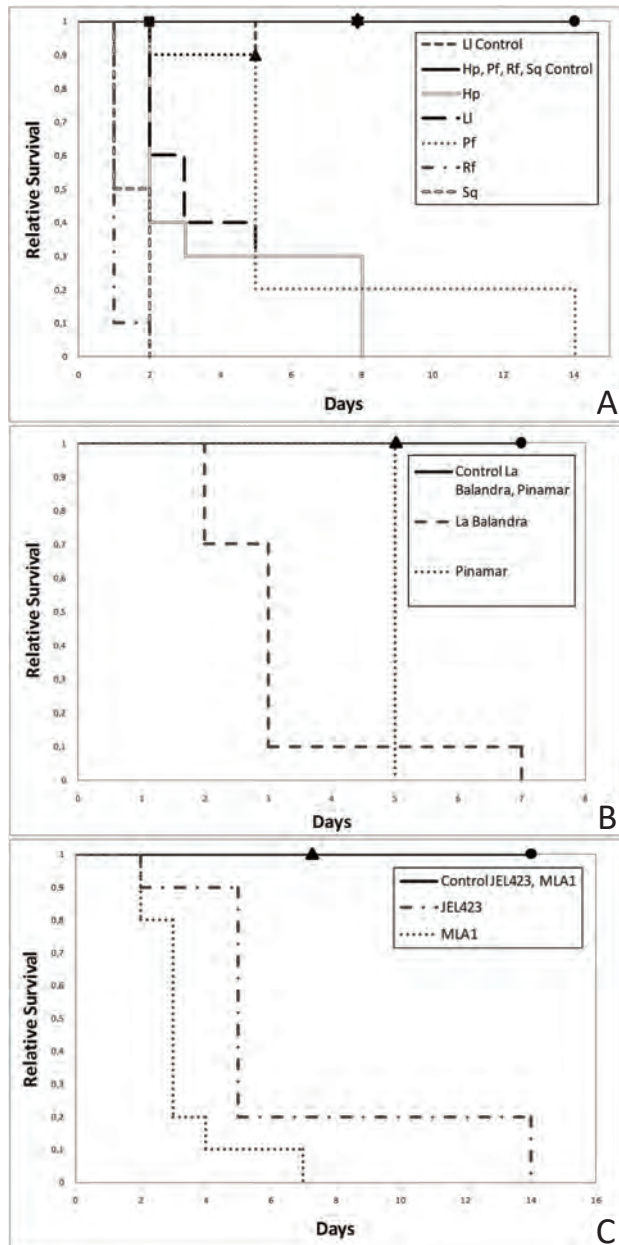 Relative Survival
1
0,9
0,8
0,7
0,6
0,5
0,4
0,3
0,2
0,1
0
0 2 4 6 8 10 12 14
Days
Ll Control
Hp, Pf, Rf, Sq Control
Hp
Ll
Pf
Rf
Sq
A
Relative Survival
1
0,9
0,8
0,7
0,6
0,5
0,4
0,3
0,2
0,1
0
0 1 2 3 4 5 6 7 8
Days
Control La
Balandra, Pinamar
La Balandra
Pinamar
B
Relative Survival
1
0,9
0,8
0,7
0,6
0,5
0,4
0,3
0,2
0,1
0
0 2 4 6 8 10 12 14 16
Days
Control JEL423, MLA1
JEL423
MLA1
C